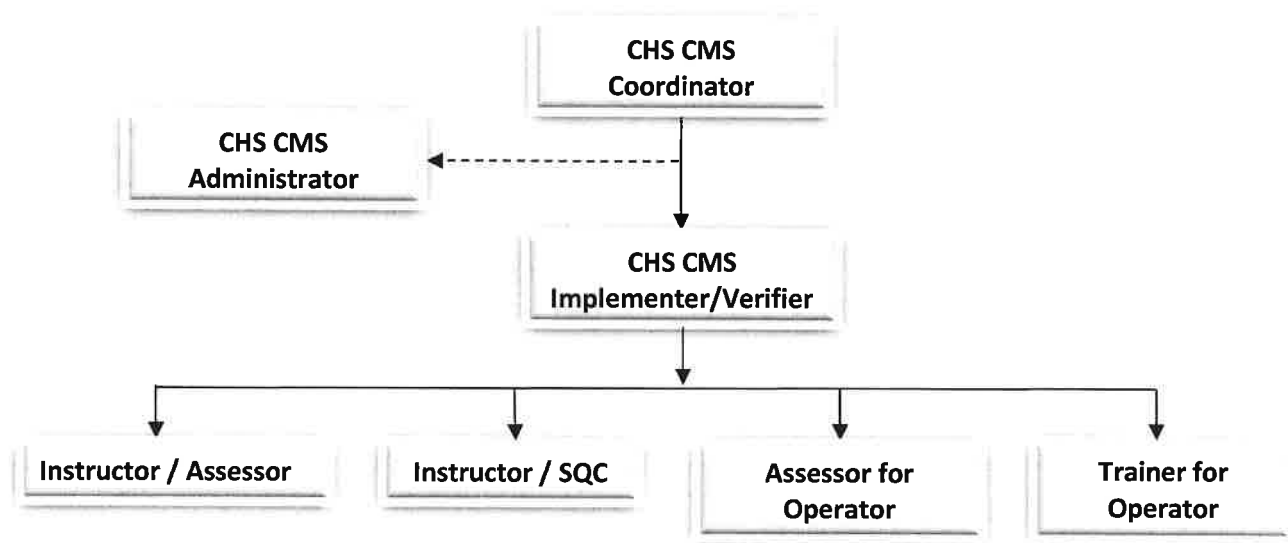 CHS CMS
Coordinator
CHS CMS
Administrator
CHS CMS
Implementer/Verifier
Instructor / Assessor
Instructor / SQC
Assessor for
Operator
Trainer for
Operator